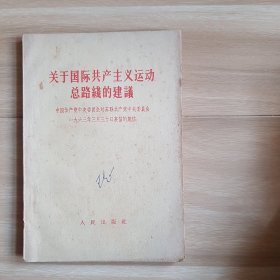 关于国际共产主义运动
总路綫的建議
中国共产党中央委员会对苏联共产党中央委员会
一九六三年三月三十日来信的复信
人民出版社